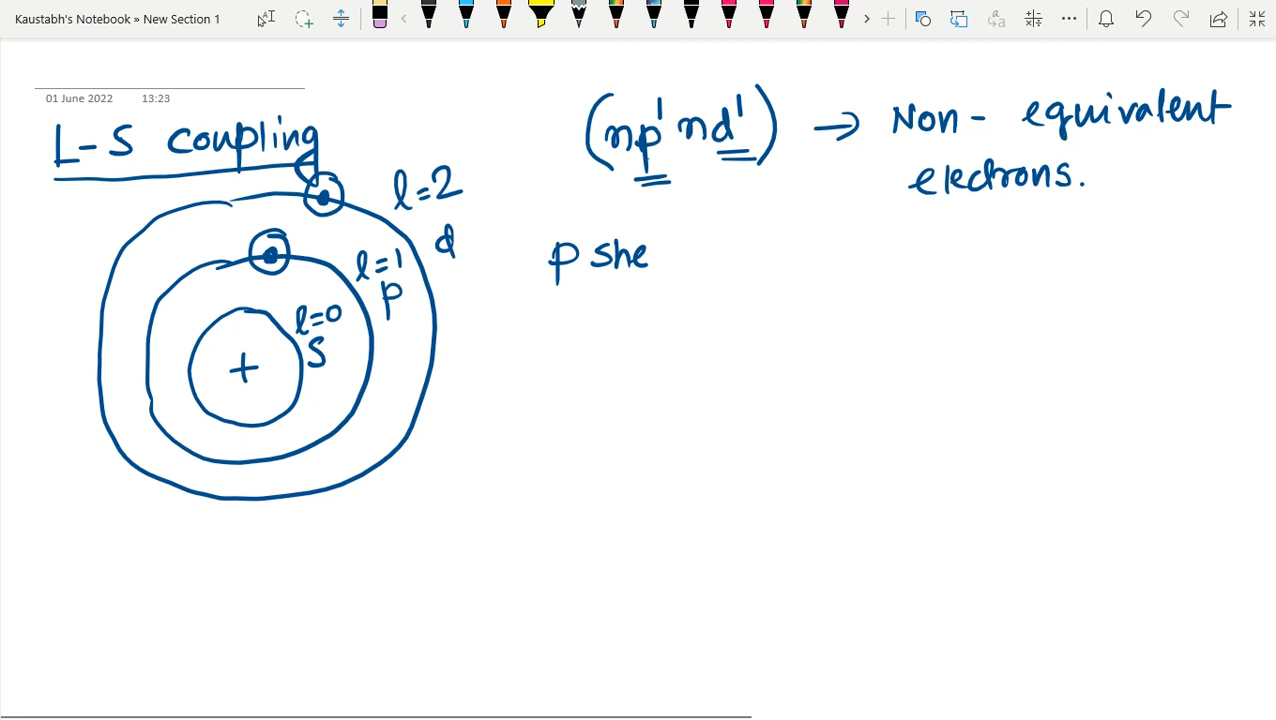 Kaustabh's Notebook » New Section 1
01 June 2022 13:23
L-S coupling
(np¹ nd¹) → Non-equivalent
electrons.
l=2
d
l=1
p
l=0
s
+
p she